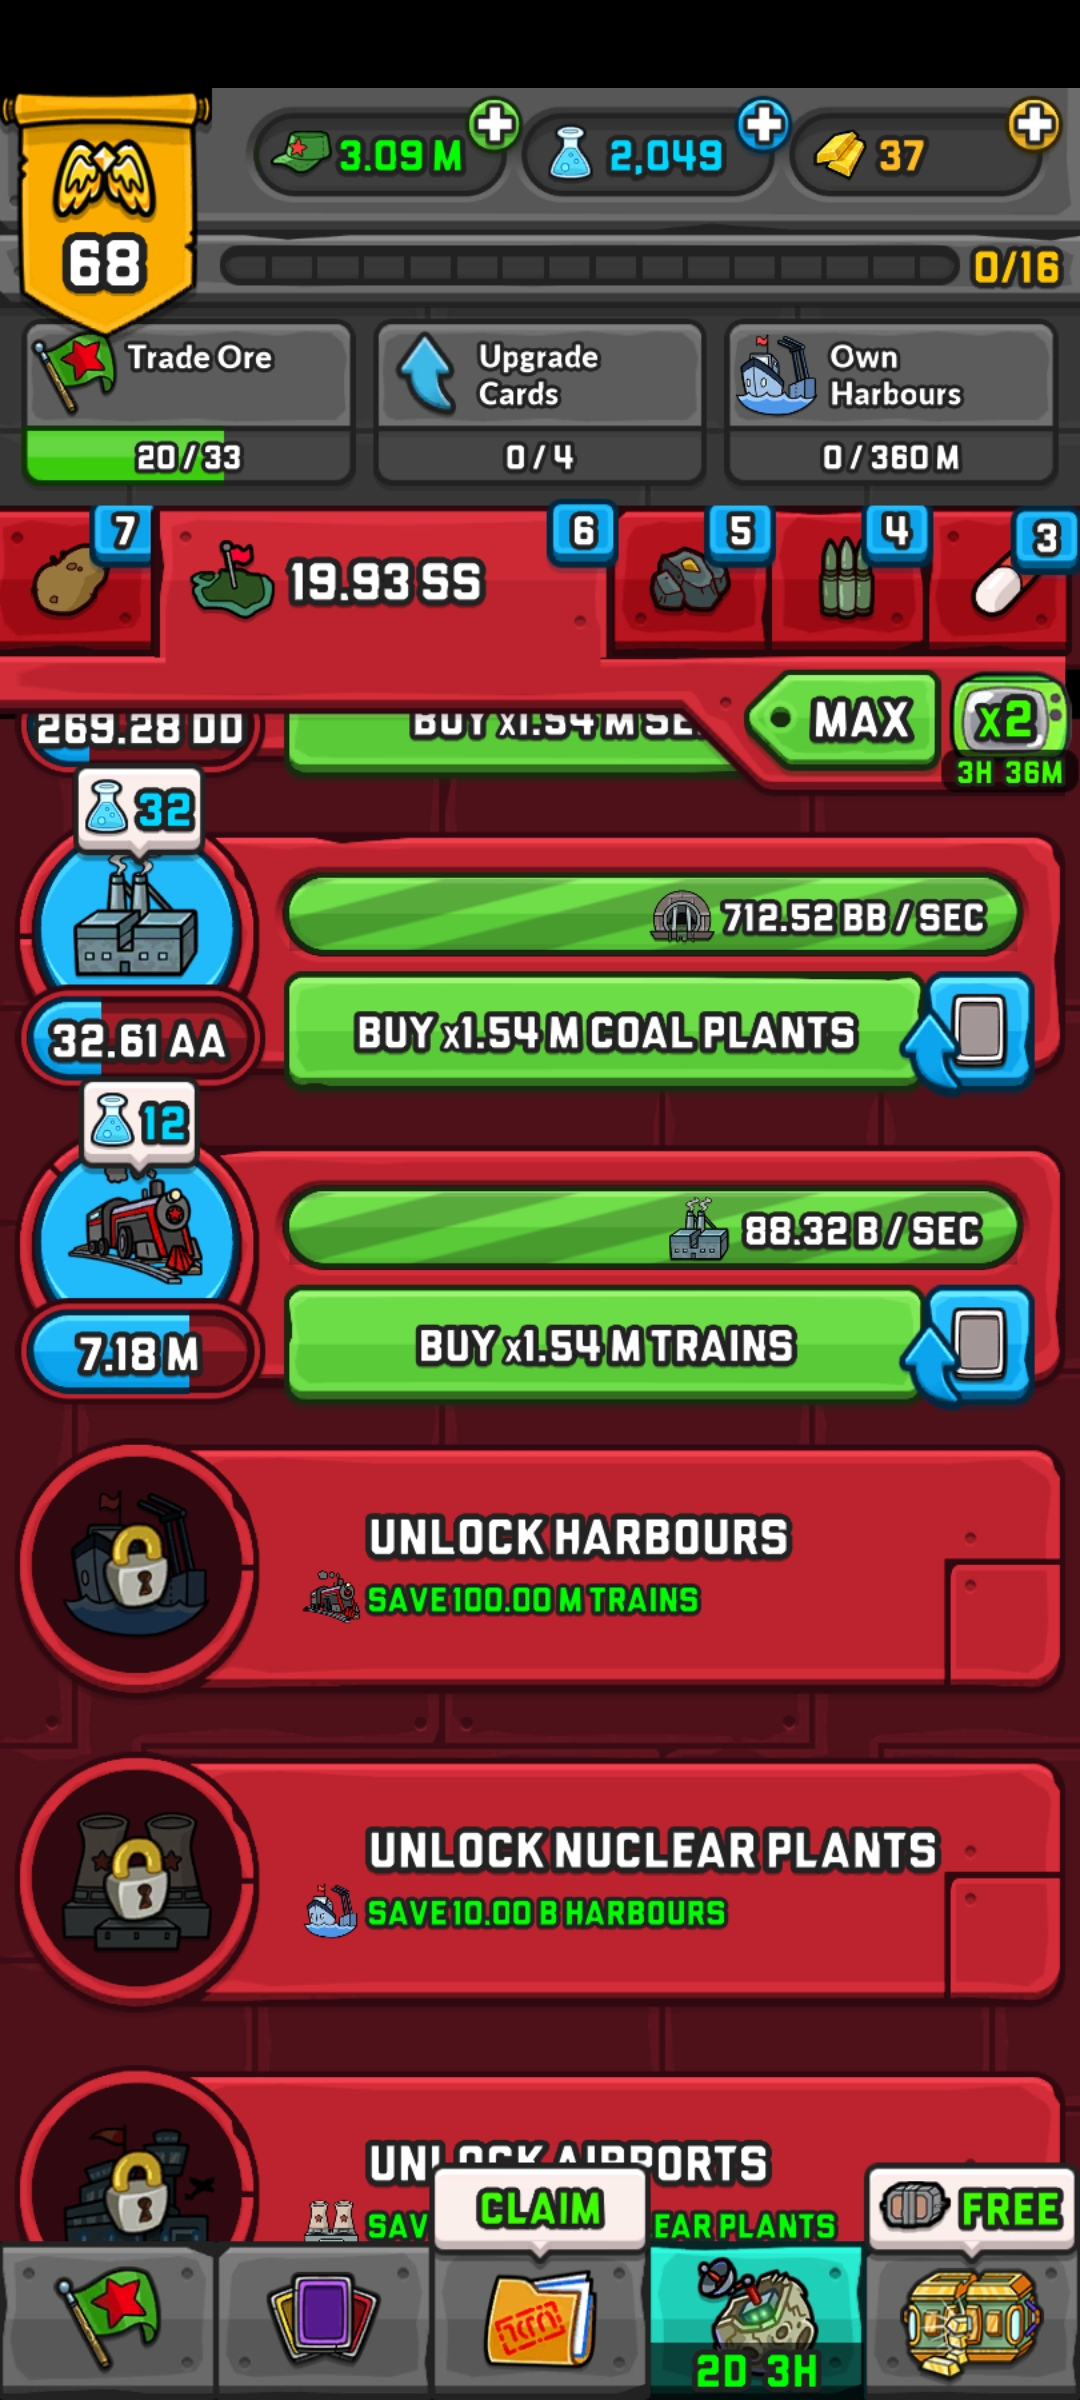 3.09 M
2,049
37
68
0/16
Trade Ore
20/33
Upgrade
Cards
0/4
Own
Harbours
0/360 M
7
19.93 SS
6
5
4
3
MAX
x2
3H 36M
269.28 DD
BUY x1.54 M SE
32
712.52 BB / SEC
32.61 AA
BUY x1.54 M COAL PLANTS
12
88.32 B / SEC
7.18 M
BUY x1.54 M TRAINS
UNLOCK HARBOURS
SAVE 100.00 M TRAINS
UNLOCK NUCLEAR PLANTS
SAVE 10.00 B HARBOURS
UNLOCK AIRPORTS
SAV
EAR PLANTS
CLAIM
FREE
2D 3H